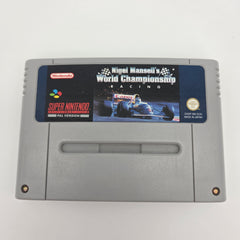 Nigel Mansell's
World Championship
RACING
Nintendo
SUPER NINTENDO
PAL VERSION